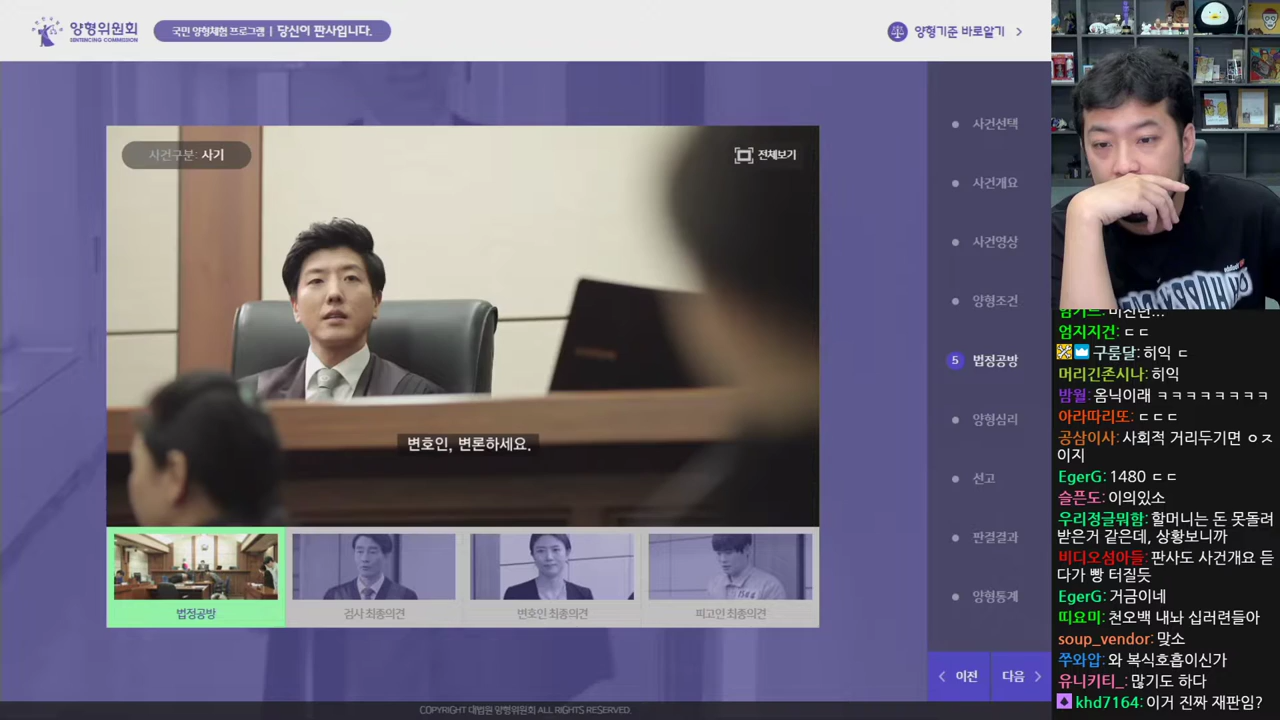 양형위원회
SENTENCING COMMISSION
국민 양형체험 프로그램 | 당신이 판사입니다.
양형기준 바로알기
사건구분: 사기
전체보기
변호인, 변론하세요.
법정공방
검사 최종의견
변호인 최종의견
피고인 최종의견
사건선택
사건개요
사건영상
양형조건
5 법정공방
양형심리
선고
판결결과
양형통계
이전
다음
COPYRIGHT 대법원 양형위원회 ALL RIGHTS RESERVED.
엄지지건: ㄷㄷ
구룸달: 히익 ㄷ
머리긴존시나: 히익
밤월: 옴닉이래 ㅋㅋㅋㅋㅋㅋㅋㅋ
아라따리또: ㄷㄷㄷ
공삼이사: 사회적 거리두기면 ㅇㅈ
이지
EgerG: 1480 ㄷㄷ
슬픈도: 이의있소
우리정글뭐함: 할머니는 돈 못돌려
받은거 같은데, 상황보니까
비디오섬아들: 판사도 사건개요 듣
다가 빵 터질듯
EgerG: 거금이네
띠요미: 천오백 내놔 십러련들아
soup_vendor: 맞소
쭈와압: 와 복식호흡이신가
유니키티_: 많기도 하다
khd7164: 이거 진짜 재판임?